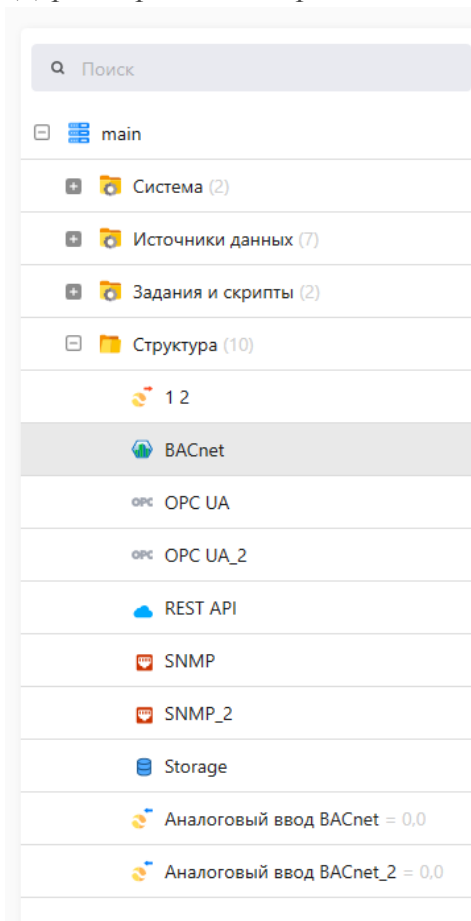 Поиск
main
Система (2)
Источники данных (7)
Задания и скрипты (2)
Структура (10)
1 2
BACnet
OPC OPC UA
OPC OPC UA_2
REST API
SNMP
SNMP_2
Storage
Аналоговый ввод BACnet = 0,0
Аналоговый ввод BACnet_2 = 0,0